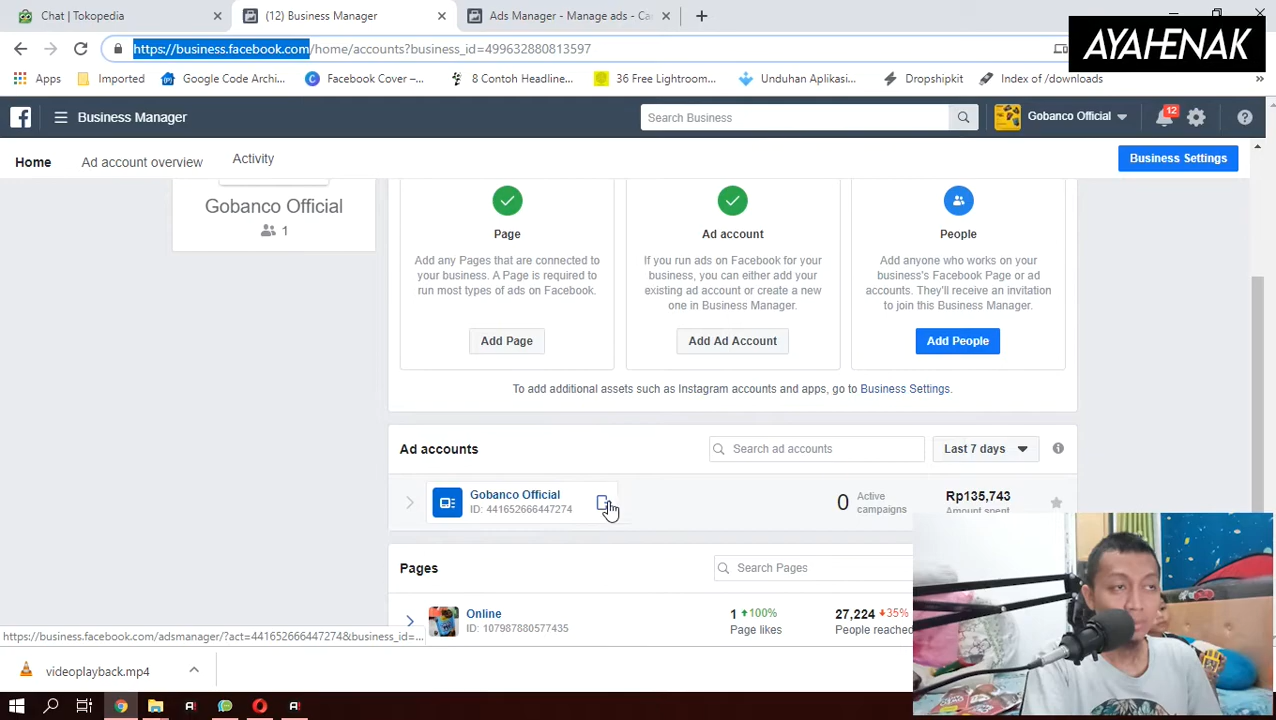 Chat | Tokopedia
(12) Business Manager
Ads Manager - Manage ads - Ca
AYAHENAK
https://business.facebook.com/home/accounts?business_id=499632880813597
Apps
Imported
Google Code Archi...
Facebook Cover –...
8 Contoh Headline...
36 Free Lightroom...
Unduhan Aplikasi...
Dropshipkit
Index of /downloads
Business Manager
Search Business
Gobanco Official
12
Home
Ad account overview
Activity
Business Settings
Gobanco Official
1
Page
Add any Pages that are connected to
your business. A Page is required to
run most types of ads on Facebook.
Add Page
Ad account
If you run ads on Facebook for your
business, you can either add your
existing ad account or create a new
one in Business Manager.
Add Ad Account
People
Add anyone who works on your
business's Facebook Page or ad
accounts. They'll receive an invitation
to join this Business Manager.
Add People
To add additional assets such as Instagram accounts and apps, go to Business Settings.
Ad accounts
Search ad accounts
Last 7 days
Gobanco Official
ID: 441652666447274
0
Active
campaigns
Rp135,743
Amount spent
Pages
Search Pages
Online
ID: 107987880577435
1 100%
Page likes
27,224 35%
People reached
https://business.facebook.com/adsmanager/?act=441652666447274&business_id=...
videoplayback.mp4